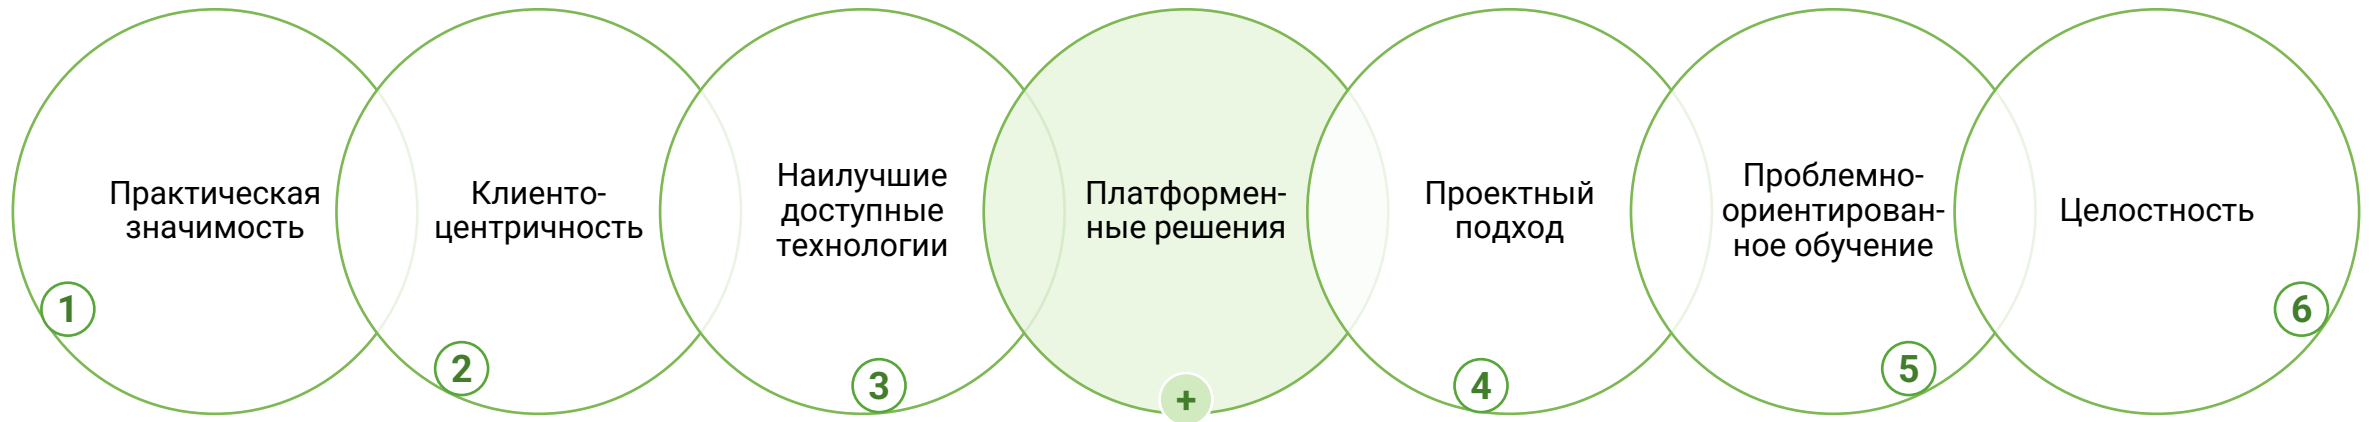 Практическая
значимость
1
Клиенто-
центричность
2
Наилучшие
доступные
технологии
3
Платформен-
ные решения
+
Проектный
подход
4
Проблемно-
ориентирован-
ное обучение
5
Целостность
6